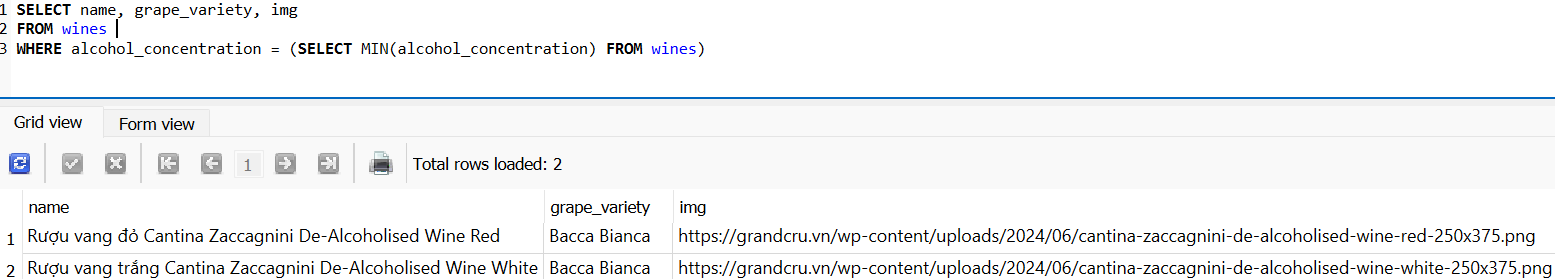 1 SELECT name, grape_variety, img
2 FROM wines
3 WHERE alcohol_concentration = (SELECT MIN(alcohol_concentration) FROM wines)
Grid view Form view
1 Total rows loaded: 2
name grape_variety img
1 Rượu vang đỏ Cantina Zaccagnini De-Alcoholised Wine Red Bacca Bianca https://grandcru.vn/wp-content/uploads/2024/06/cantina-zaccagnini-de-alcoholised-wine-red-250x375.png
2 Rượu vang trắng Cantina Zaccagnini De-Alcoholised Wine White Bacca Bianca https://grandcru.vn/wp-content/uploads/2024/06/cantina-zaccagnini-de-alcoholised-wine-white-250x375.png